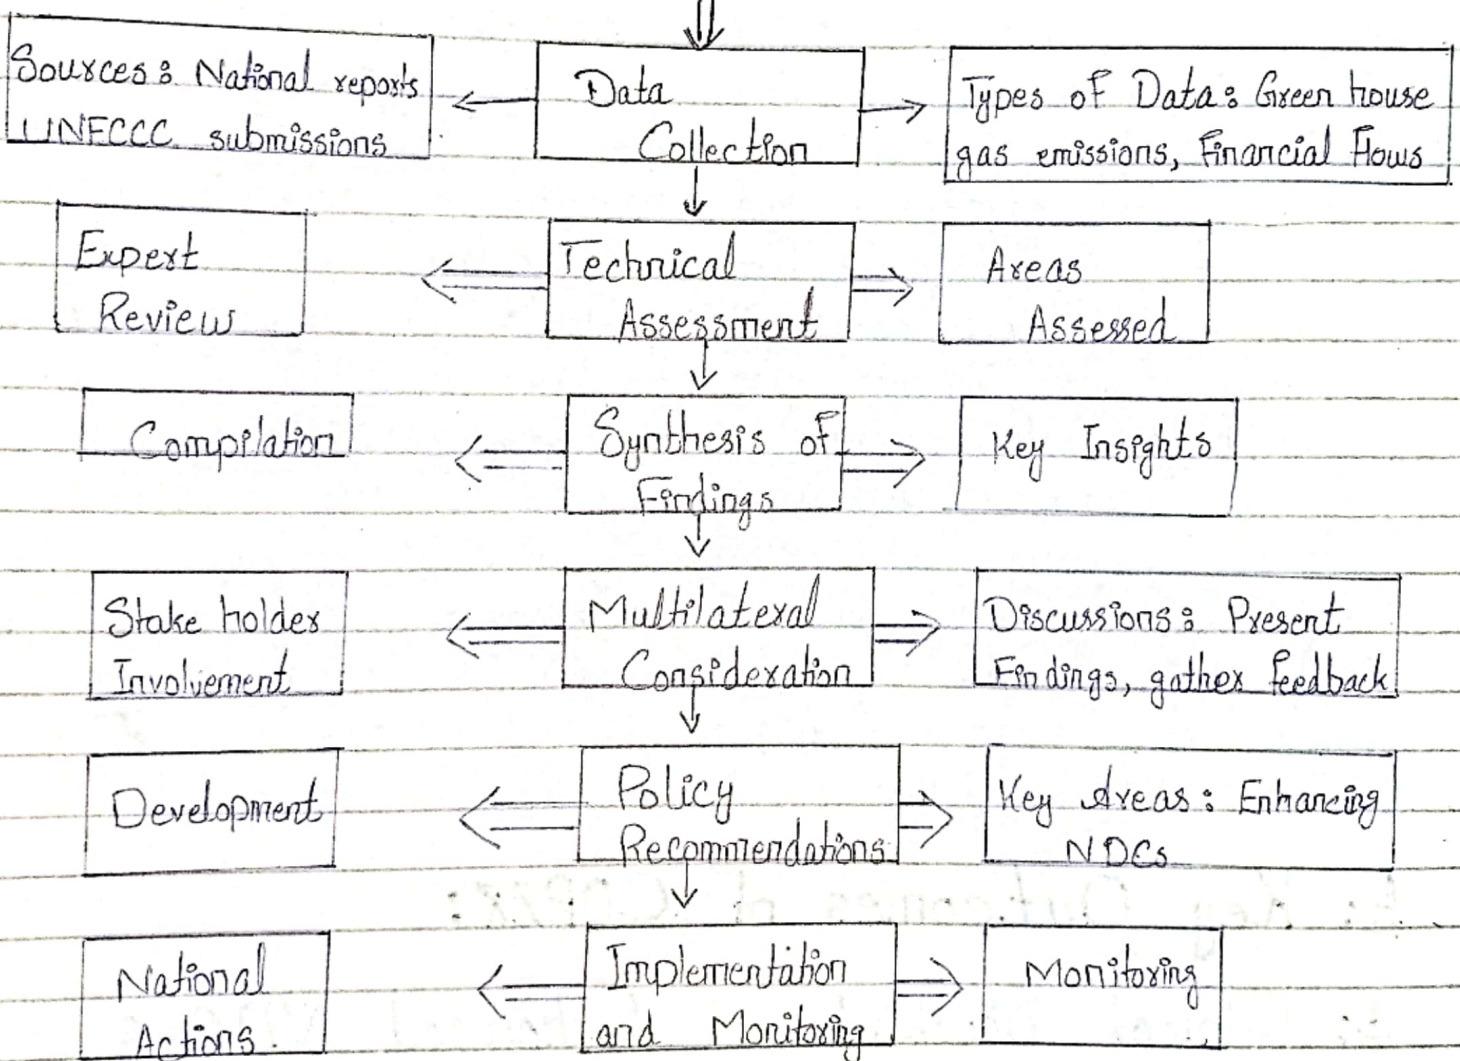 Sources: National reports
UNFCCC submissions
Data
Collection
Types of Data: Green house
gas emissions, Financial Flows
Expert
Review
Technical
Assessment
Areas
Assessed
Compilation
Synthesis of
Findings
Key Insights
Stake holder
Involvement
Multilateral
Consideration
Discussions: Present
Findings, gather feedback
Development
Policy
Recommendations
Key Areas: Enhancing
NDCs
National
Actions.
Implementation
and Monitoring
Monitoring